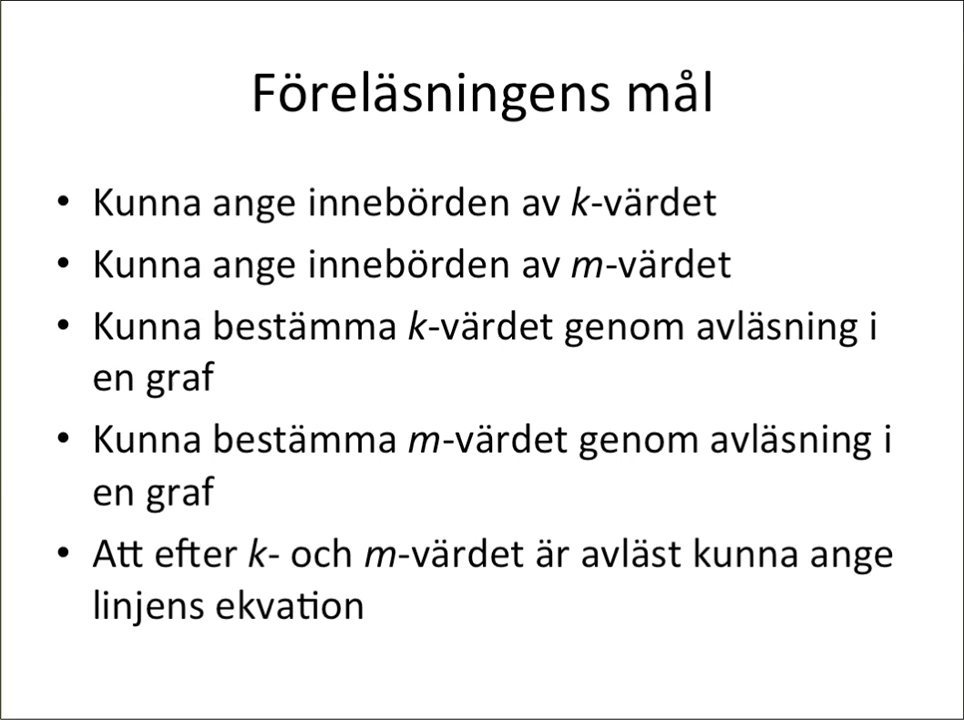 Föreläsningens mål
• Kunna ange innebörden av k-värdet
• Kunna ange innebörden av m-värdet
• Kunna bestämma k-värdet genom avläsning i
en graf
• Kunna bestämma m-värdet genom avläsning i
en graf
• Att efter k- och m-värdet är avläst kunna ange
linjens ekvation